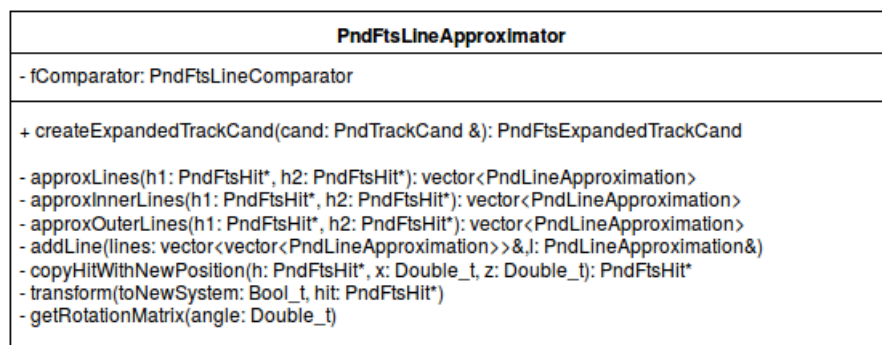 PndFtsLineApproximator
- fComparator: PndFtsLineComparator
+ createExpandedTrackCand(cand: PndTrackCand &): PndFtsExpandedTrackCand
- approxLines(h1: PndFtsHit*, h2: PndFtsHit*): vector<PndLineApproximation>
- approxInnerLines(h1: PndFtsHit*, h2: PndFtsHit*): vector<PndLineApproximation>
- approxOuterLines(h1: PndFtsHit*, h2: PndFtsHit*): vector<PndLineApproximation>
- addLine(lines: vector<vector<PndLineApproximation>>&,l: PndLineApproximation&)
- copyHitWithNewPosition(h: PndFtsHit*, x: Double_t, z: Double_t): PndFtsHit*
- transform(toNewSystem: Bool_t, hit: PndFtsHit*)
- getRotationMatrix(angle: Double_t)